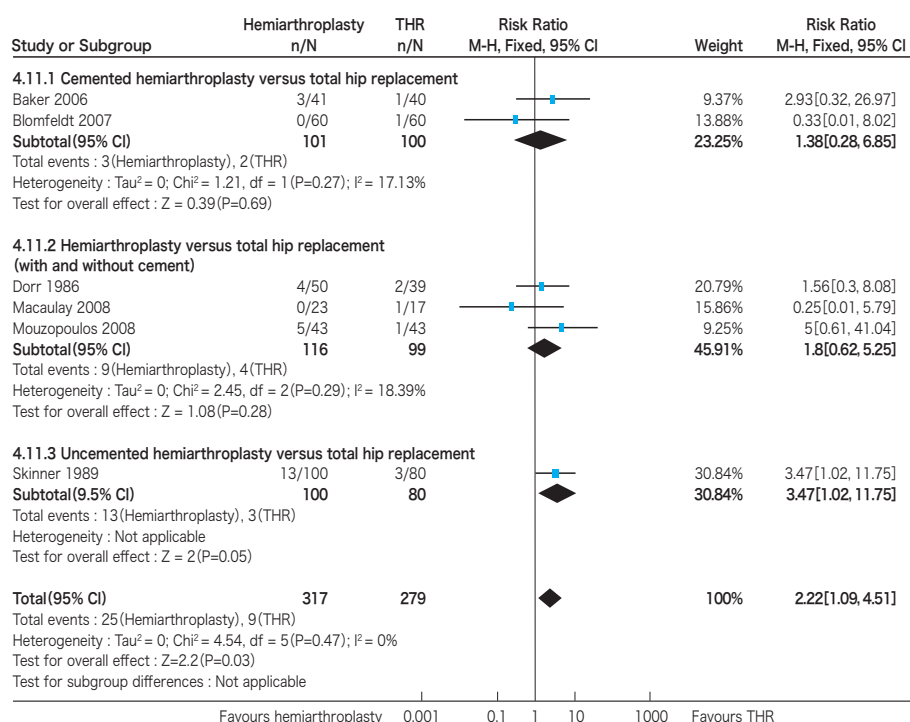 Hemiarthroplasty THR Risk Ratio Risk Ratio
Study or Subgroup n/N n/N M-H, Fixed, 95% CI Weight M-H, Fixed, 95% CI
4.11.1 Cemented hemiarthroplasty versus total hip replacement
Baker 2006 3/41 1/40 9.37% 2.93[0.32, 26.97]
Blomfeldt 2007 0/60 1/60 13.88% 0.33[0.01, 8.02]
Subtotal(95% CI) 101 100 23.25% 1.38[0.28, 6.85]
Total events : 3(Hemiarthroplasty), 2(THR)
Heterogeneity : Tau² = 0; Chi² = 1.21, df = 1(P=0.27); I² = 17.13%
Test for overall effect : Z = 0.39(P=0.69)
4.11.2 Hemiarthroplasty versus total hip replacement
(with and without cement)
Dorr 1986 4/50 2/39 20.79% 1.56[0.3, 8.08]
Macaulay 2008 0/23 1/17 15.86% 0.25[0.01, 5.79]
Mouzopoulos 2008 5/43 1/43 9.25% 5[0.61, 41.04]
Subtotal(95% CI) 116 99 45.91% 1.8[0.62, 5.25]
Total events : 9(Hemiarthroplasty), 4(THR)
Heterogeneity : Tau² = 0; Chi² = 2.45, df = 2(P=0.29); I² = 18.39%
Test for overall effect : Z = 1.08(P=0.28)
4.11.3 Uncemented hemiarthroplasty versus total hip replacement
Skinner 1989 13/100 3/80 30.84% 3.47[1.02, 11.75]
Subtotal(9.5% CI) 100 80 30.84% 3.47[1.02, 11.75]
Total events : 13(Hemiarthroplasty), 3(THR)
Heterogeneity : Not applicable
Test for overall effect : Z = 2(P=0.05)
Total(95% CI) 317 279 100% 2.22[1.09, 4.51]
Total events : 25(Hemiarthroplasty), 9(THR)
Heterogeneity : Tau² = 0; Chi² = 4.54, df = 5(P=0.47); I² = 0%
Test for overall effect : Z=2.2(P=0.03)
Test for subgroup differences : Not applicable
Favours hemiarthroplasty 0.001 0.1 1 10 1000 Favours THR